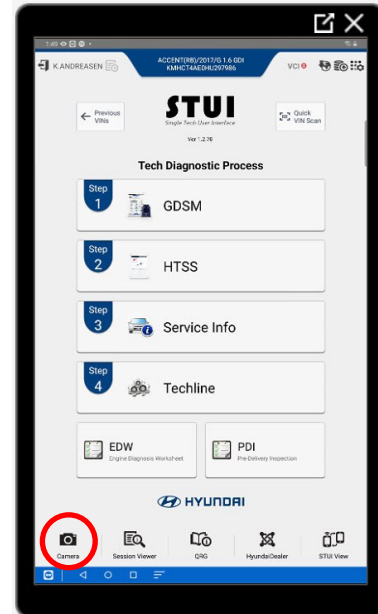 K.ANDREASEN
ACCENT(RB)/2017/G 1.6 GDI
KMHCT4AEDHU297986
VCI
Previous
VINs
STUI
Single Tech User Interface
Quick
VIN Scan
Ver 1.2.78
Tech Diagnostic Process
Step
1
GDSM
Step
2
HTSS
Step
3
Service Info
Step
4
Techline
EDW
Engine Diagnosis Worksheet
PDI
Pre-Delivery Inspection
HYUNDAI
Camera
Session Viewer
QRG
HyundaiDealer
STUI View